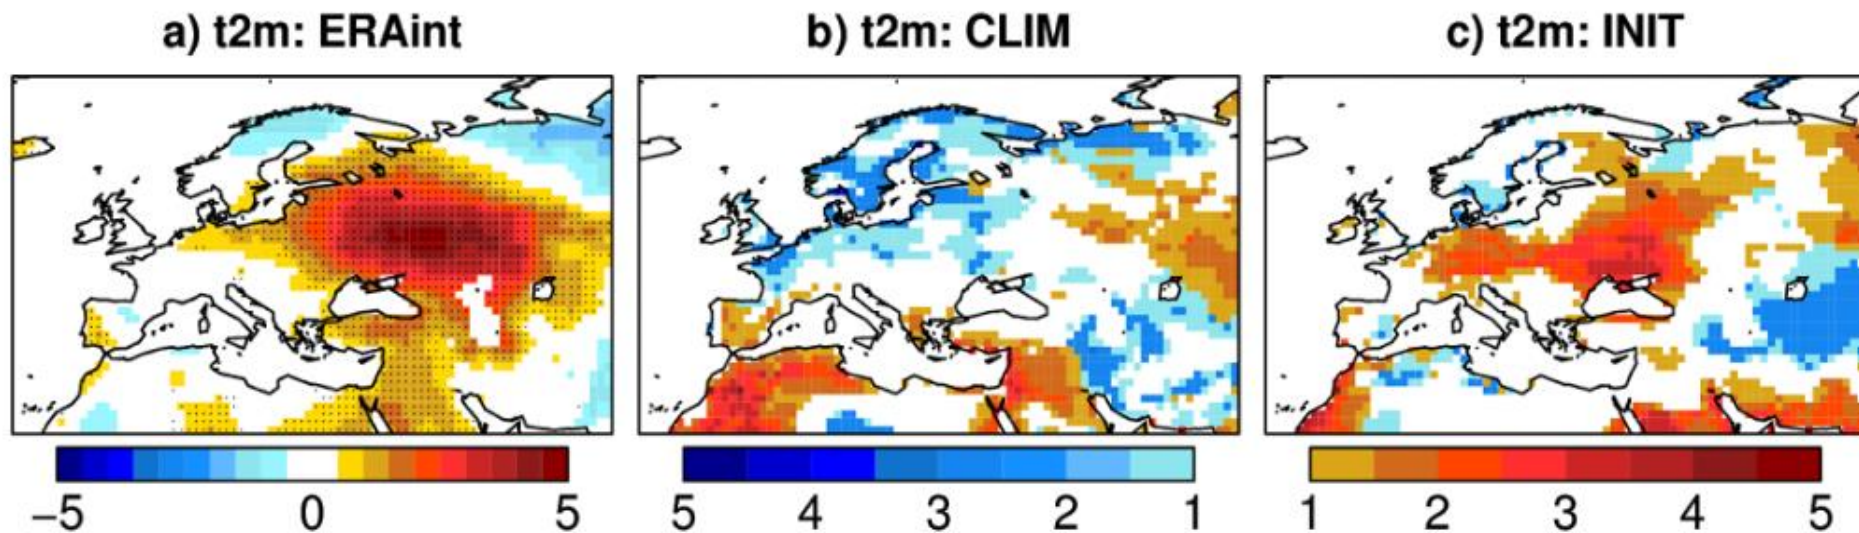 a) t2m: ERAint
b) t2m: CLIM
c) t2m: INIT
−5 0 5
5 4 3 2 1
1 2 3 4 5